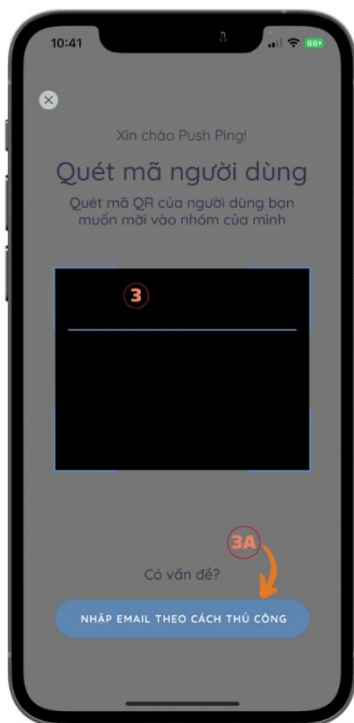 10:41
88
Xin chào Push Ping!
Quét mã người dùng
Quét mã QR của người dùng bạn
muốn mời vào nhóm của mình
3
3A
Có vấn đề?
NHẬP EMAIL THEO CÁCH THỦ CÔNG